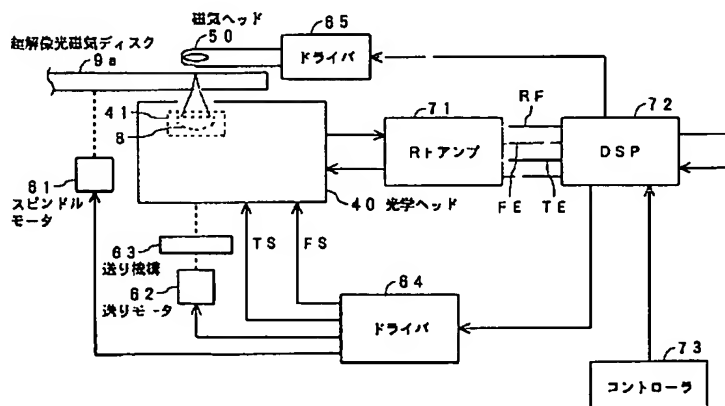 磁気ヘッド
50
65
ドライバ
超解像光磁気ディスク
9a
41
8
71
RFアンプ
RF
FE
TE
72
DSP
61
スピンドル
モータ
40 光学ヘッド
63
送り機構
62
送りモータ
TS
FS
64
ドライバ
73
コントローラ